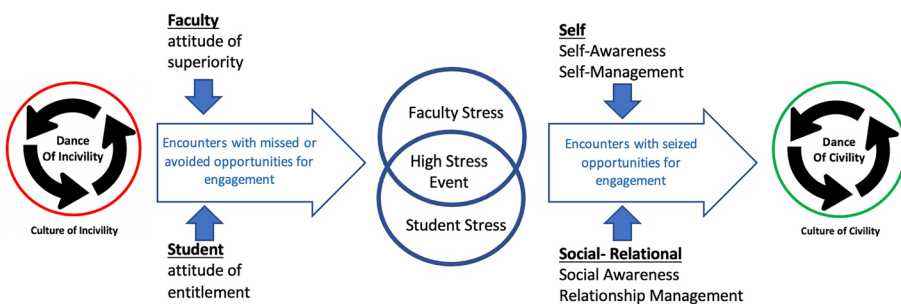 Faculty
attitude of
superiority
Dance
Of Incivility
Culture of Incivility
Encounters with missed or
avoided opportunities for
engagement
Student
attitude of
entitlement
Faculty Stress
High Stress
Event
Student Stress
Self
Self-Awareness
Self-Management
Encounters with seized
opportunities for
engagement
Social- Relational
Social Awareness
Relationship Management
Dance
Of Civility
Culture of Civility